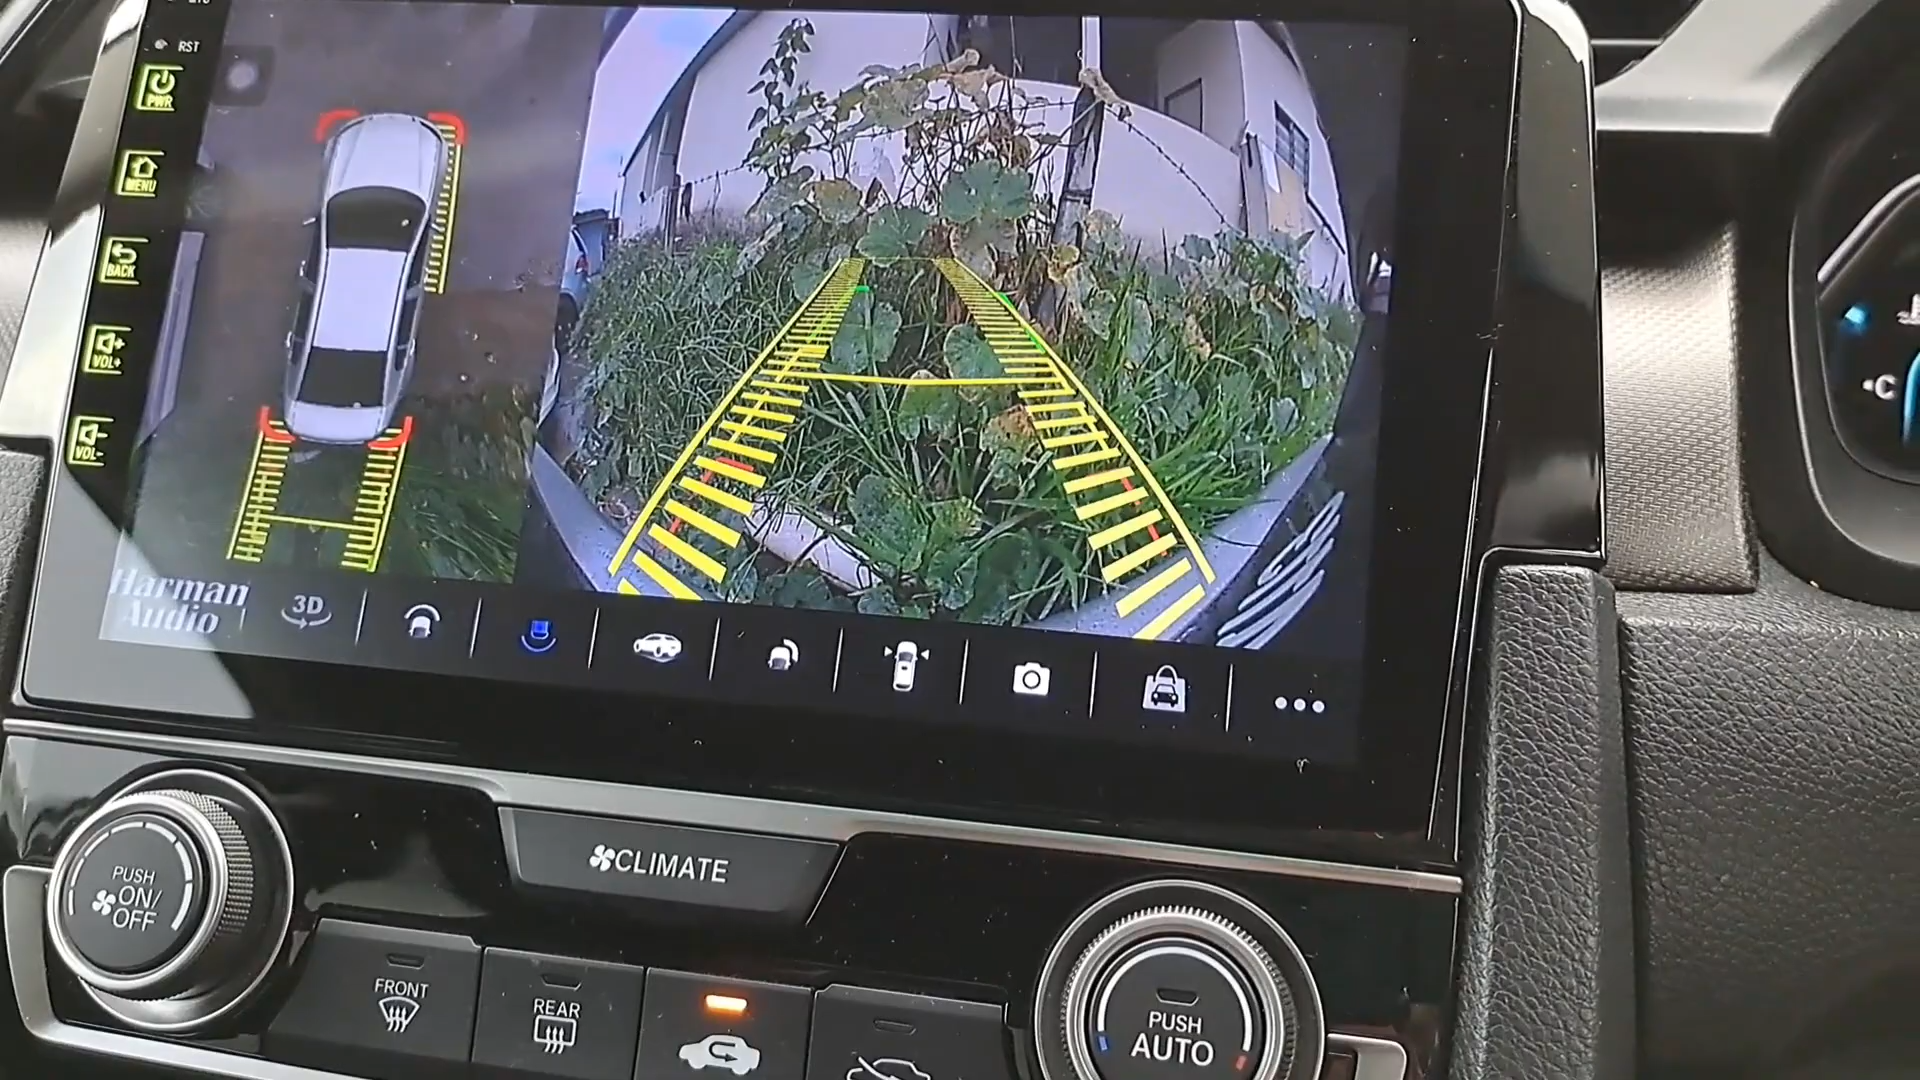 RST
PWR
MENU
BACK
VOL+
VOL-
Harman
Audio
3D
CLIMATE
PUSH
ON/
OFF
FRONT
REAR
PUSH
AUTO
°C